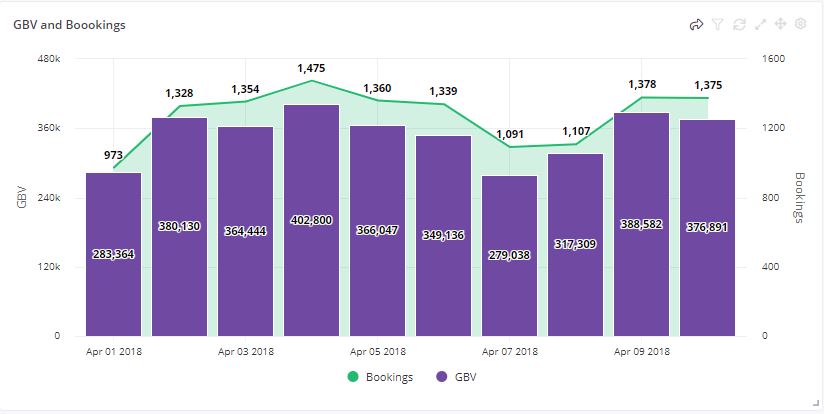 GBV and Boookings
480k
1600
1,475
1,328
1,354
1,360
1,339
1,378
1,375
360k
973
1,091
1,107
1200
GBV
240k
283,364
380,130
364,444
402,800
366,047
349,136
279,038
317,309
388,582
376,891
800
Bookings
120k
400
0
0
Apr 01 2018
Apr 03 2018
Apr 05 2018
Apr 07 2018
Apr 09 2018
Bookings
GBV